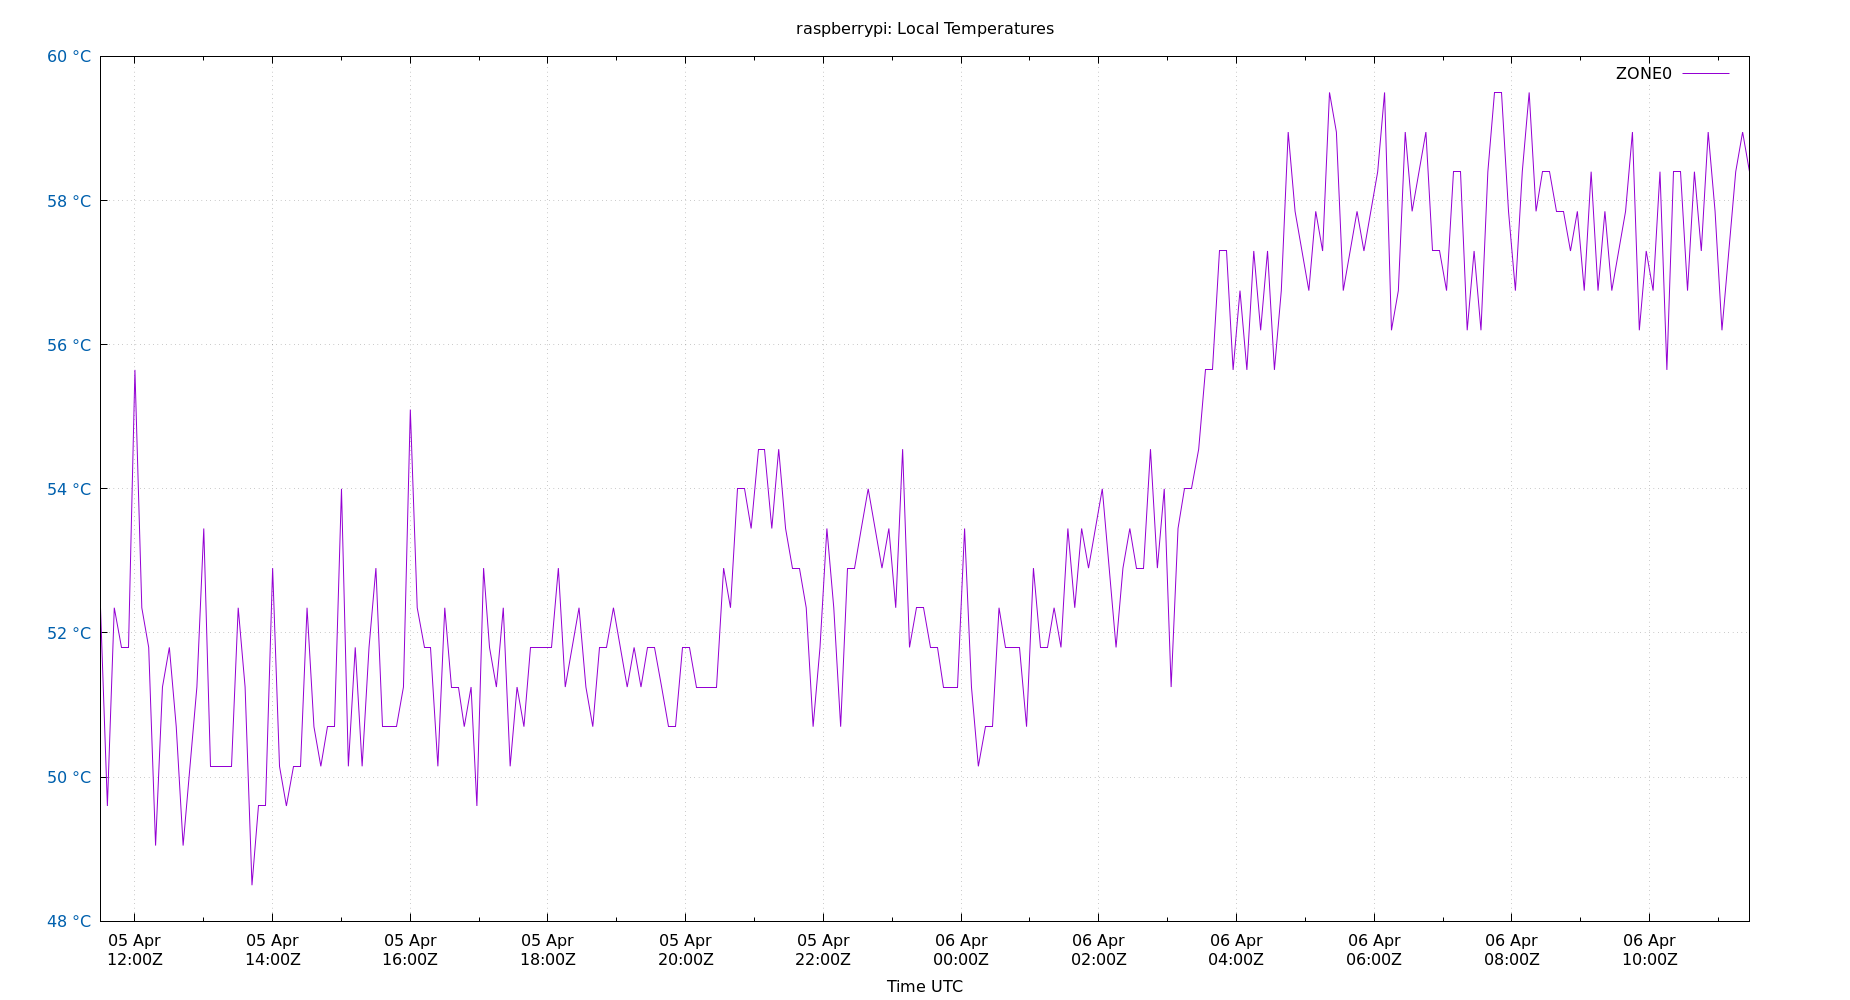 raspberrypi: Local Temperatures
ZONE0
60 °C
58 °C
56 °C
54 °C
52 °C
50 °C
48 °C
05 Apr 05 Apr 05 Apr 05 Apr 05 Apr 05 Apr 06 Apr 06 Apr 06 Apr 06 Apr 06 Apr 06 Apr
12:00Z 14:00Z 16:00Z 18:00Z 20:00Z 22:00Z 00:00Z 02:00Z 04:00Z 06:00Z 08:00Z 10:00Z
Time UTC